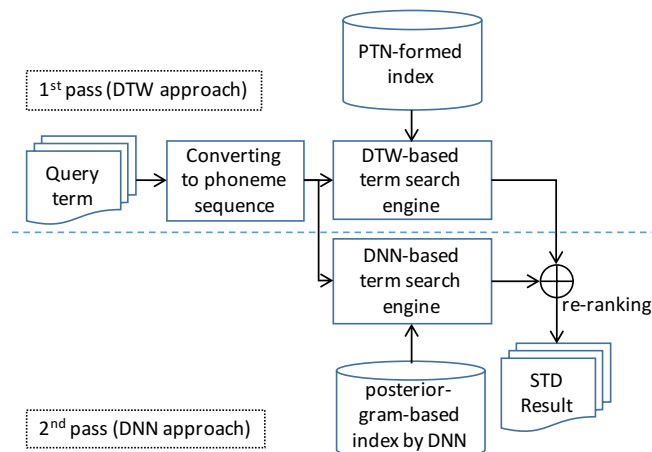 PTN-formed
index
1st pass (DTW approach)
Query
term
Converting
to phoneme
sequence
DTW-based
term search
engine
DNN-based
term search
engine
re-ranking
STD
Result
posterior-
gram-based
index by DNN
2nd pass (DNN approach)